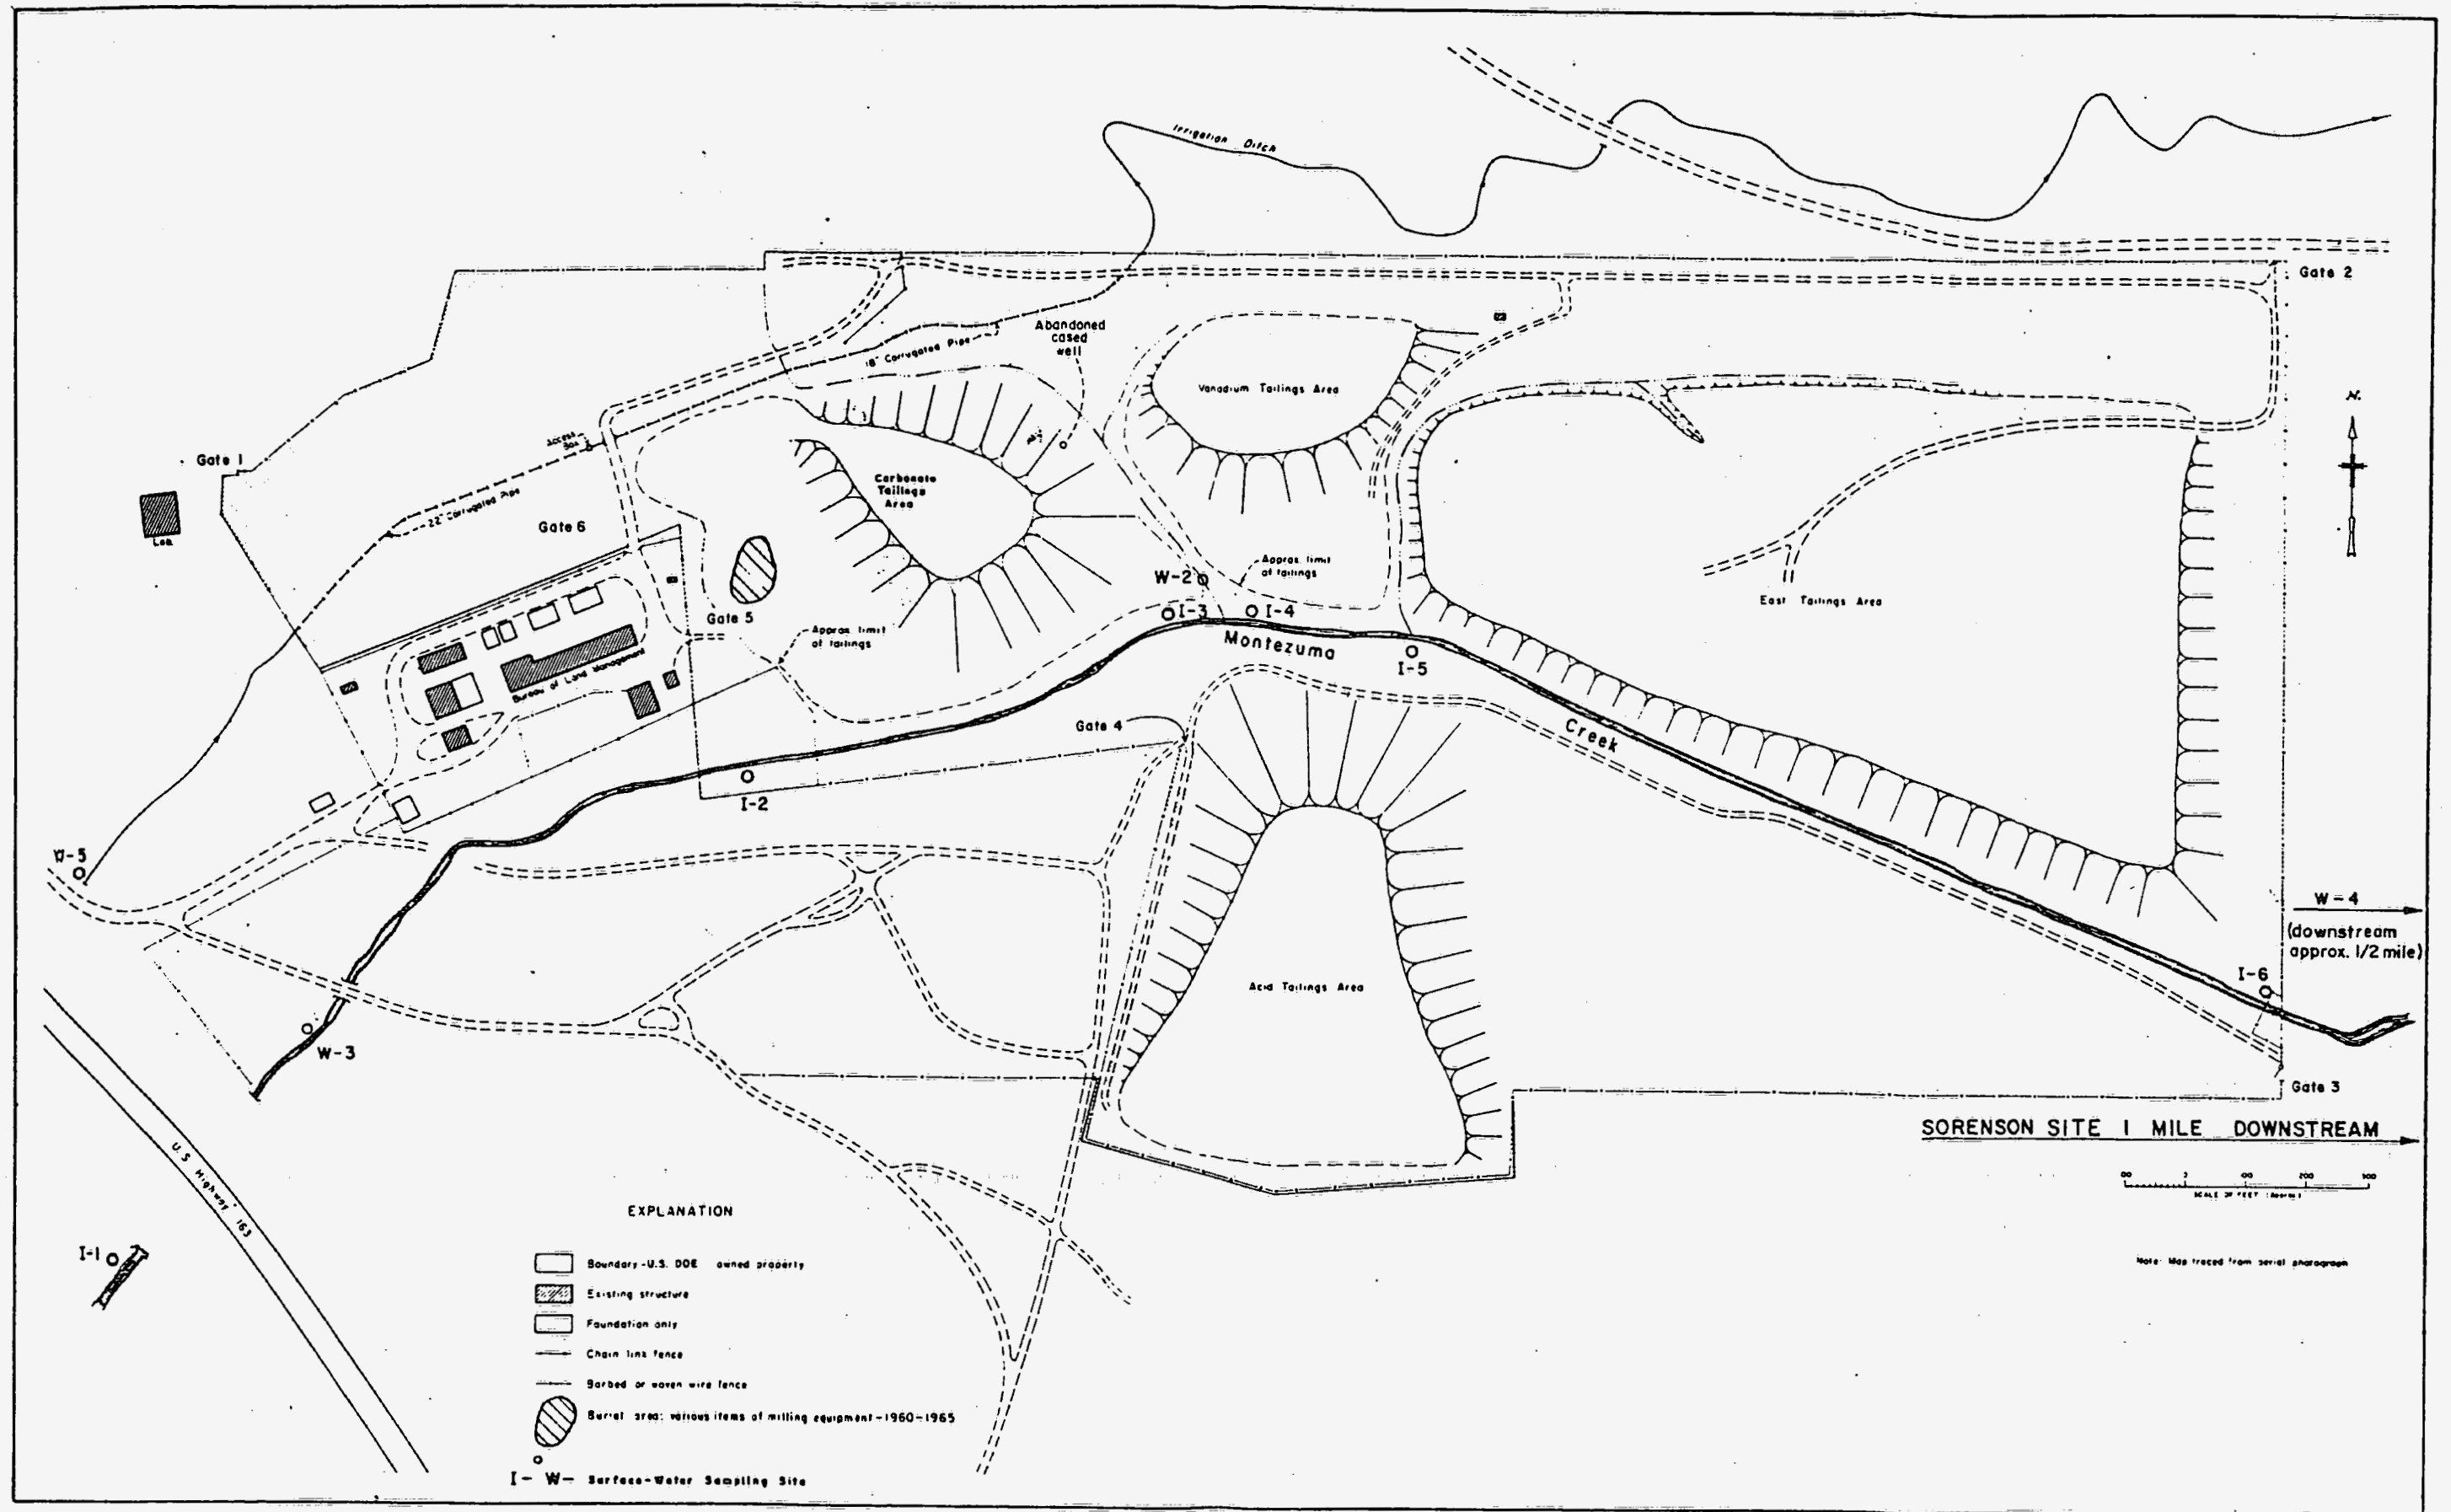 Irrigation Ditch
Gate 2
Abandoned
cased
well
18" Corrugated Pipe
Vanadium Tailings Area
N.
Access
Box
Gate 1
Carbonate
Tailings
Area
22" Corrugated Pipe
Gate 6
Lab.
Approx. limit
of tailings
W-2
I-3
I-4
East Tailings Area
Gate 5
Approx. limit
of tailings
Montezuma
I-5
Bureau of Land Management
Gate 4
Creek
I-2
W-5
W-4
(downstream
approx. 1/2 mile)
I-6
Acid Tailings Area
W-3
Gate 3
SORENSON SITE 1 MILE DOWNSTREAM
U.S. Highway 163
200
SCALE OF FEET (Approx.)
I-1
Note: Map traced from aerial photograph
EXPLANATION
Boundary-U.S. DOE owned property
Existing structure
Foundation only
Chain link fence
Barbed or woven wire fence
Burial area: various items of milling equipment-1960-1965
I- W- Surface-Water Sampling Site